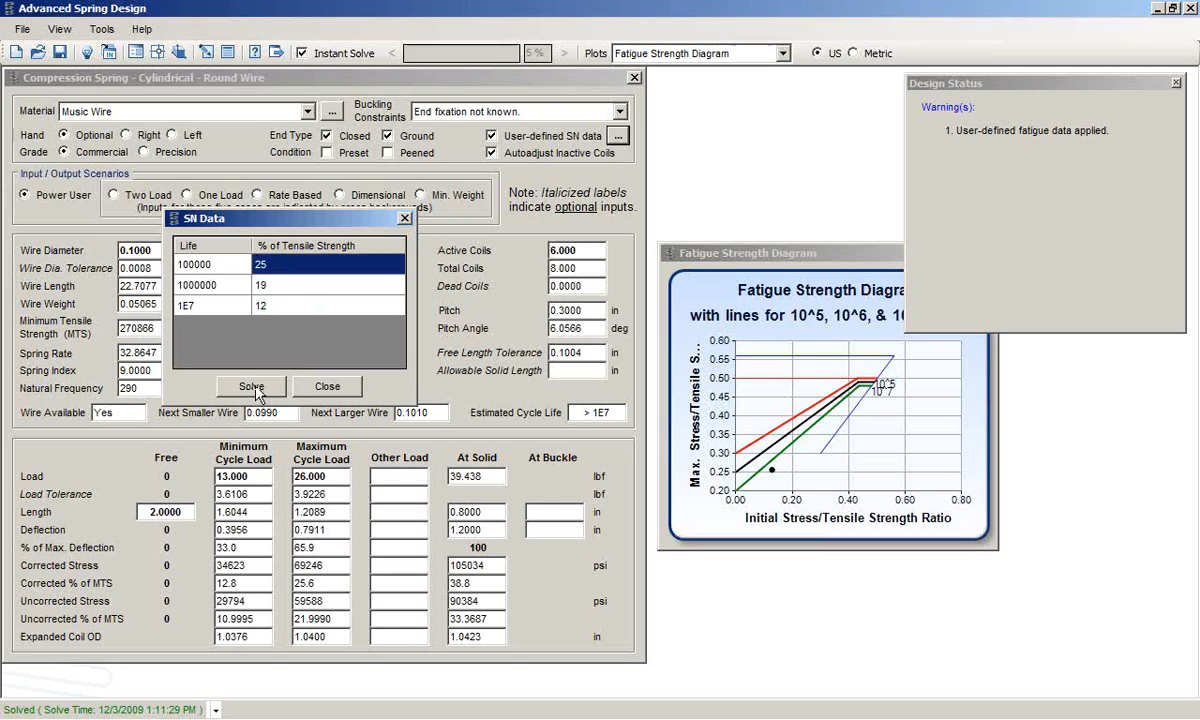 Advanced Spring Design
File View Tools Help
Instant Solve < 5 % > Plots Fatigue Strength Diagram US Metric
Compression Spring - Cylindrical - Round Wire
Material Music Wire ... Buckling Constraints End fixation not known.
Hand Optional Right Left End Type Closed Ground User-defined SN data ...
Grade Commercial Precision Condition Preset Peened Autoadjust Inactive Coils
Input / Output Scenarios
Power User Two Load One Load Rate Based Dimensional Min. Weight
Note: Italicized labels
indicate optional inputs.
SN Data
Life % of Tensile Strength
100000 25
1000000 19
1E7 12
Solve Close
Wire Diameter 0.1000
Wire Dia. Tolerance 0.0008
Wire Length 22.7077
Wire Weight 0.05065
Minimum Tensile
Strength (MTS) 270866
Spring Rate 32.8647
Spring Index 9.0000
Natural Frequency 290
Active Coils 6.000
Total Coils 8.000
Dead Coils 0.0000
Pitch 0.3000 in
Pitch Angle 6.0566 deg
Free Length Tolerance 0.1004 in
Allowable Solid Length in
Wire Available Yes Next Smaller Wire 0.0990 Next Larger Wire 0.1010 Estimated Cycle Life > 1E7
Free Minimum Cycle Load Maximum Cycle Load Other Load At Solid At Buckle
Load 0 13.000 26.000 39.438 lbf
Load Tolerance 0 3.6106 3.9226 lbf
Length 2.0000 1.6044 1.2089 0.8000 in
Deflection 0 0.3956 0.7911 1.2000 in
% of Max. Deflection 0 33.0 65.9 100
Corrected Stress 0 34623 69246 105034 psi
Corrected % of MTS 0 12.8 25.6 38.8
Uncorrected Stress 0 29794 59588 90384 psi
Uncorrected % of MTS 0 10.9995 21.9990 33.3687
Expanded Coil OD 1.0376 1.0400 1.0423 in
Design Status
Warning(s):
1. User-defined fatigue data applied.
Fatigue Strength Diagram
Fatigue Strength Diagra
with lines for 10^5, 10^6, & 10
Max. Stress/Tensile S...
0.60
0.55
0.50
0.45
0.40
0.35
0.30
0.25
0.20
10^5
10^7
0.00 0.20 0.40 0.60 0.80
Initial Stress/Tensile Strength Ratio
Solved ( Solve Time: 12/3/2009 1:11:29 PM )